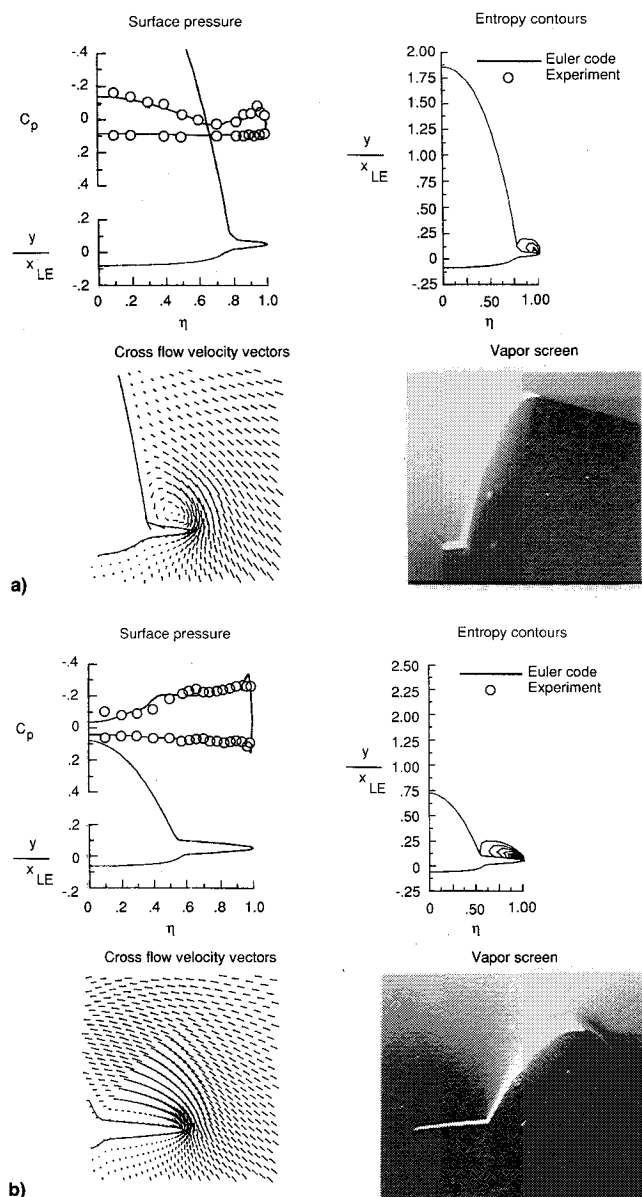 Surface pressure
-.4
-.2
0
.1
.2
.4
C_p
.2
0
-.2
y
x_LE
0 .2 .4 .6 .8 1.0
η
Entropy contours
2.00
1.75
1.50
1.25
1.00
.75
.50
.25
0
-.25
Euler code
Experiment
y
x_LE
0 .50 1.00
η
Cross flow velocity vectors
Vapor screen
a)
Surface pressure
-.4
-.2
0
.2
.4
C_p
.2
0
-.2
y
x_LE
0 .2 .4 .6 .8 1.0
η
Entropy contours
2.50
2.25
2.00
1.75
1.00
.75
.50
.25
0
-.25
Euler code
Experiment
y
x_LE
0 .50 1.00
η
Cross flow velocity vectors
Vapor screen
b)